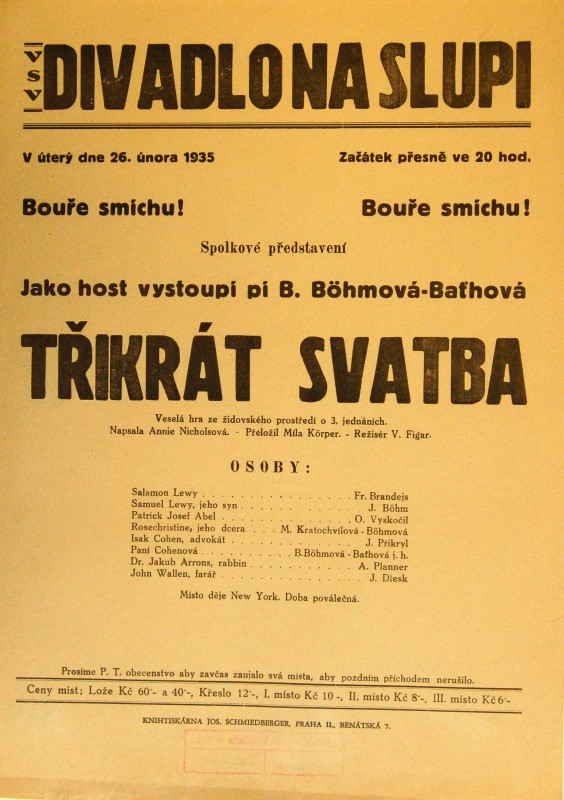 VSV DIVADLO NA SLUPI
V úterý dne 26. února 1935 Začátek přesně ve 20 hod.
Bouře smíchu! Bouře smíchu!
Spolkové představení
Jako host vystoupí pí B. Böhmová-Baťhová
TŘIKRÁT SVATBA
Veselá hra ze židovského prostředí o 3. jednáních.
Napsala Annie Nicholsová. - Přeložil Míla Körper. - Režisér V. Figar.
OSOBY:
Salamon Lewy . . . . . . . . . . . . . . Fr. Brandejs
Samuel Lewy, jeho syn . . . . . . . . . . . . J. Böhm
Patrick Josef Abel . . . . . . . . . . . . O. Vyskočil
Rosechristine, jeho dcera . . . M. Kratochvílová-Böhmová
Isak Cohen, advokát . . . . . . . . . . . . J. Přikryl
Paní Cohenová . . . . . . . . B.Böhmová-Baťhová j. h.
Dr. Jakub Arrons, rabbin . . . . . . . . . . A. Planner
John Wallen, farář . . . . . . . . . . . . J. Diesk
Místo děje New York. Doba poválečná.
Prosíme P. T. obecenstvo aby zavčas zaujalo svá místa, aby pozdním příchodem nerušilo.
Ceny míst; Lože Kč 60·- a 40·-, Křeslo 12·-, I. místo Kč 10-, II. místo Kč 8·-, III. místo Kč 6·-
KNIHTISKÁRNA JOS. SCHMIEDBERGER, PRAHA II., BENÁTSKÁ 7.